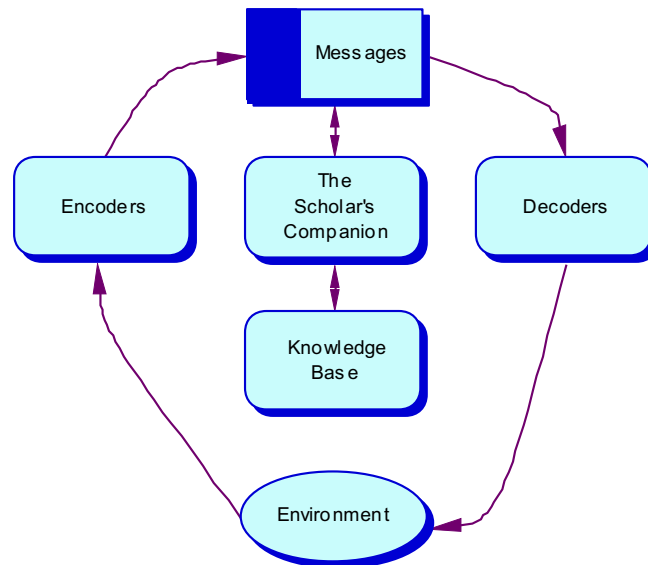 Messages
Encoders
The
Scholar's
Companion
Decoders
Knowledge
Base
Environment